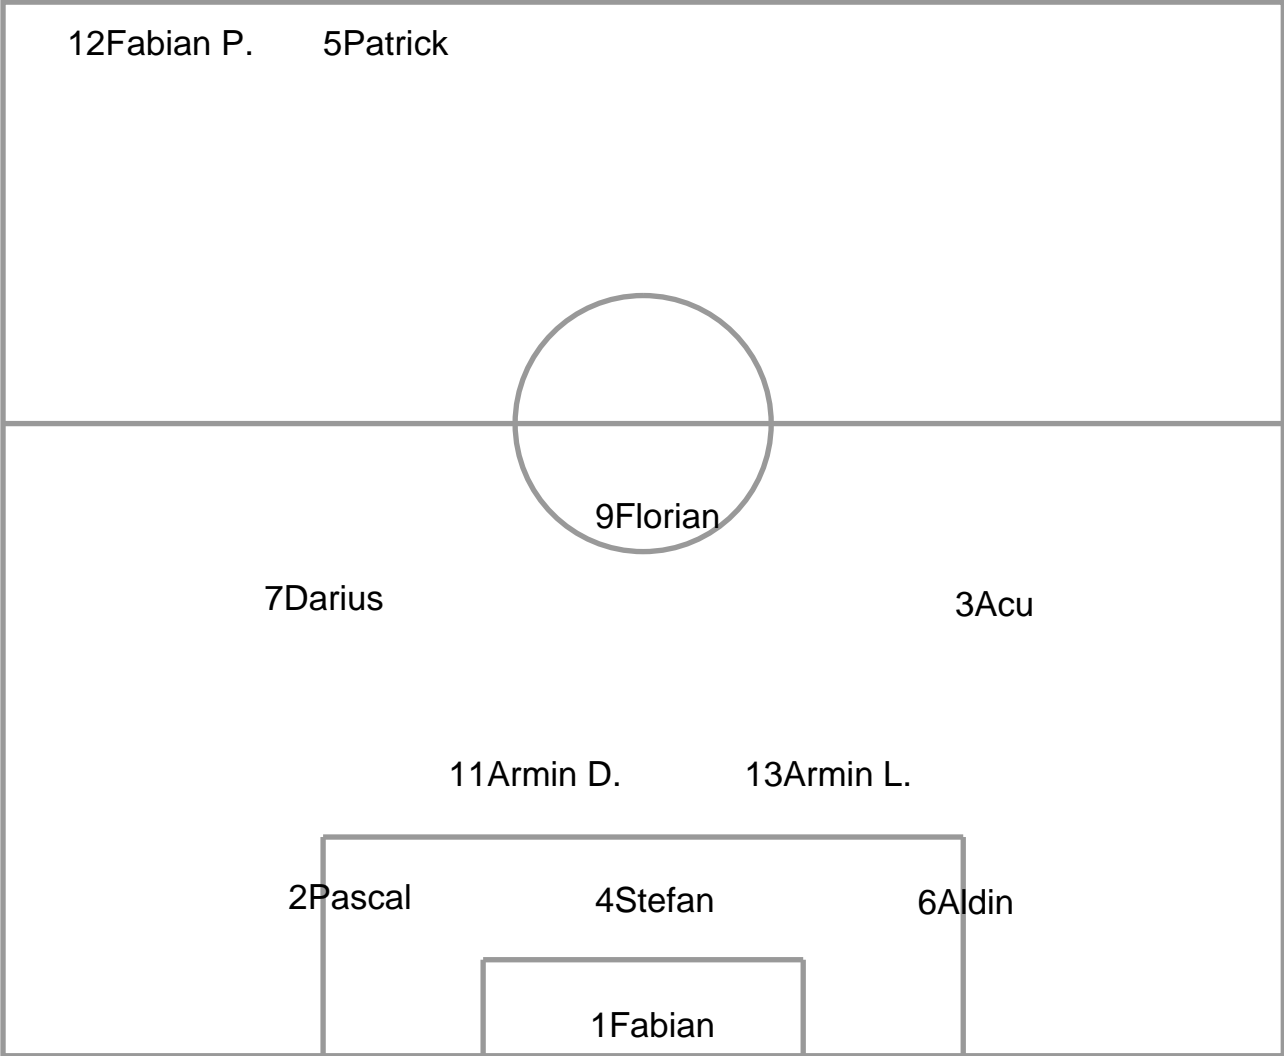 12Fabian P. 5Patrick
9Florian
7Darius 3Acu
11Armin D. 13Armin L.
2Pascal 4Stefan 6Aldin
1Fabian